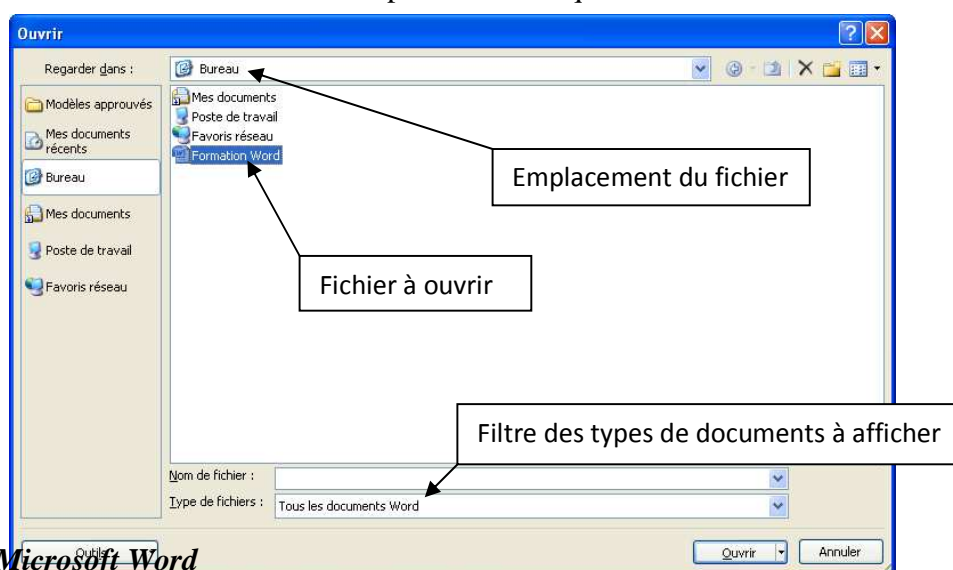 Ouvrir
Regarder dans :
Bureau
Modèles approuvés
Mes documents
récents
Bureau
Mes documents
Poste de travail
Favoris réseau
Mes documents
Poste de travail
Favoris réseau
Formation Word
Emplacement du fichier
Fichier à ouvrir
Filtre des types de documents à afficher
Nom de fichier :
Type de fichiers :
Tous les documents Word
Outils
Microsoft Word
Ouvrir
Annuler